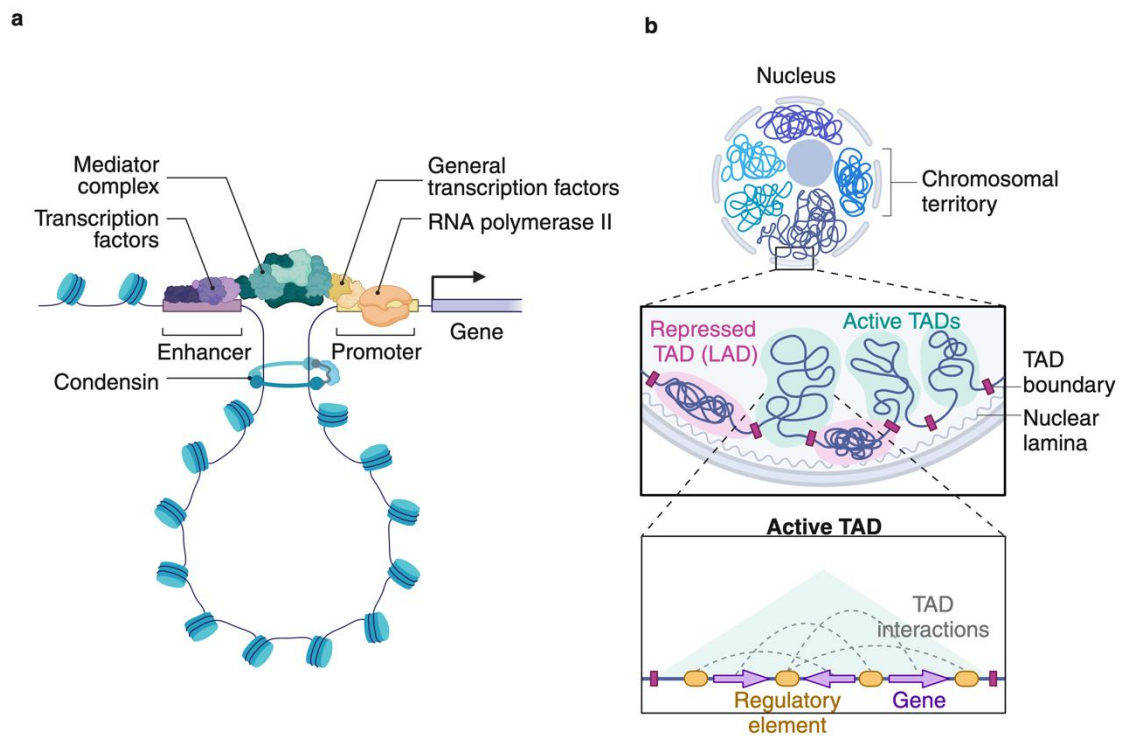 a
Mediator
complex
Transcription
factors
General
transcription factors
RNA polymerase II
Enhancer
Promoter
Gene
Condensin
b
Nucleus
Chromosomal
territory
Repressed
TAD (LAD)
Active TADs
TAD
boundary
Nuclear
lamina
Active TAD
TAD
interactions
Regulatory
element
Gene